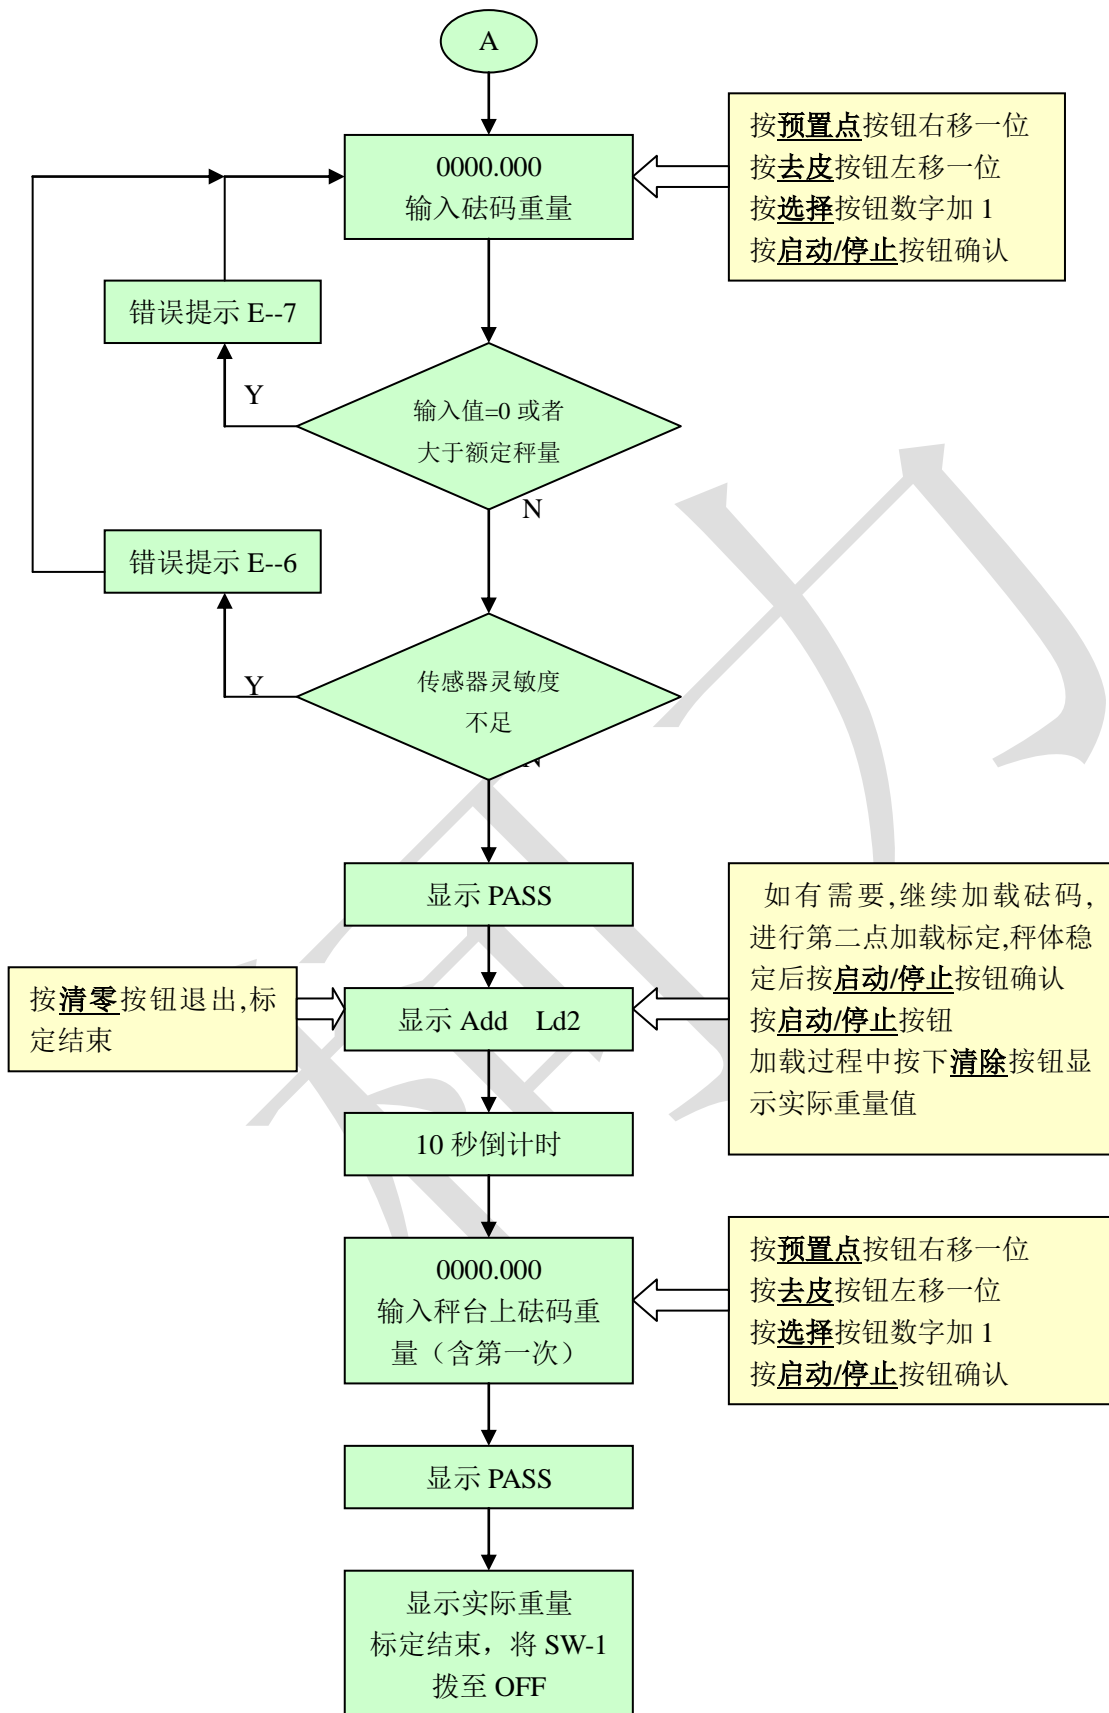 A
0000.000
输入砝码重量
按预置点按钮右移一位
按去皮按钮左移一位
按选择按钮数字加 1
按启动/停止按钮确认
错误提示 E--7
Y
输入值=0 或者
大于额定秤量
N
错误提示 E--6
Y
传感器灵敏度
不足
N
显示 PASS
如有需要,继续加载砝码,
进行第二点加载标定,秤体稳
定后按启动/停止按钮确认
按启动/停止按钮
加载过程中按下清除按钮显
示实际重量值
按清零按钮退出,标
定结束
显示 Add Ld2
10 秒倒计时
0000.000
输入秤台上砝码重
量（含第一次）
按预置点按钮右移一位
按去皮按钮左移一位
按选择按钮数字加 1
按启动/停止按钮确认
显示 PASS
显示实际重量
标定结束，将 SW-1
拨至 OFF